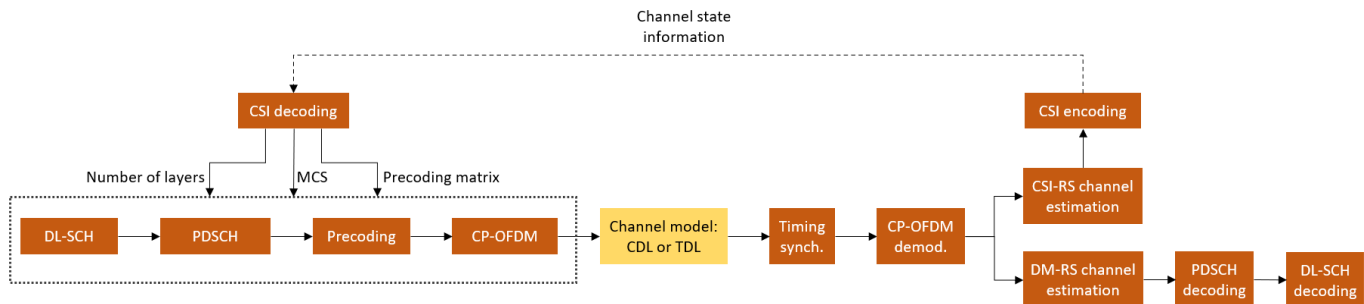 Channel state
information
CSI decoding
CSI encoding
Number of layers
MCS
Precoding matrix
CSI-RS channel
estimation
DL-SCH
PDSCH
Precoding
CP-OFDM
Channel model:
CDL or TDL
Timing
synch.
CP-OFDM
demod.
DM-RS channel
estimation
PDSCH
decoding
DL-SCH
decoding